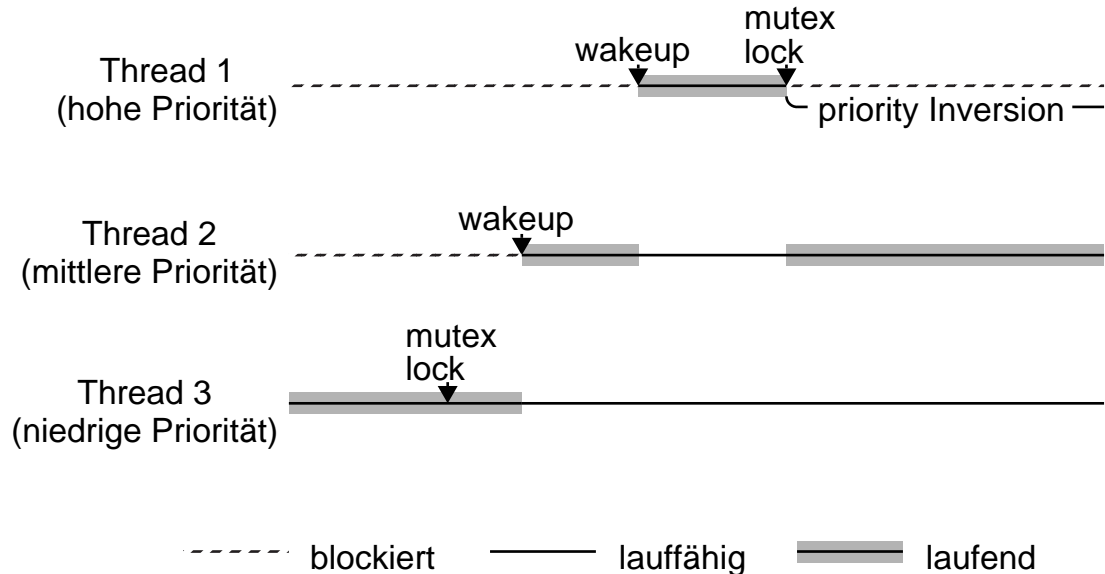 mutex
wakeup lock
Thread 1
(hohe Priorität)
priority Inversion
wakeup
Thread 2
(mittlere Priorität)
mutex
lock
Thread 3
(niedrige Priorität)
blockiert lauffähig laufend